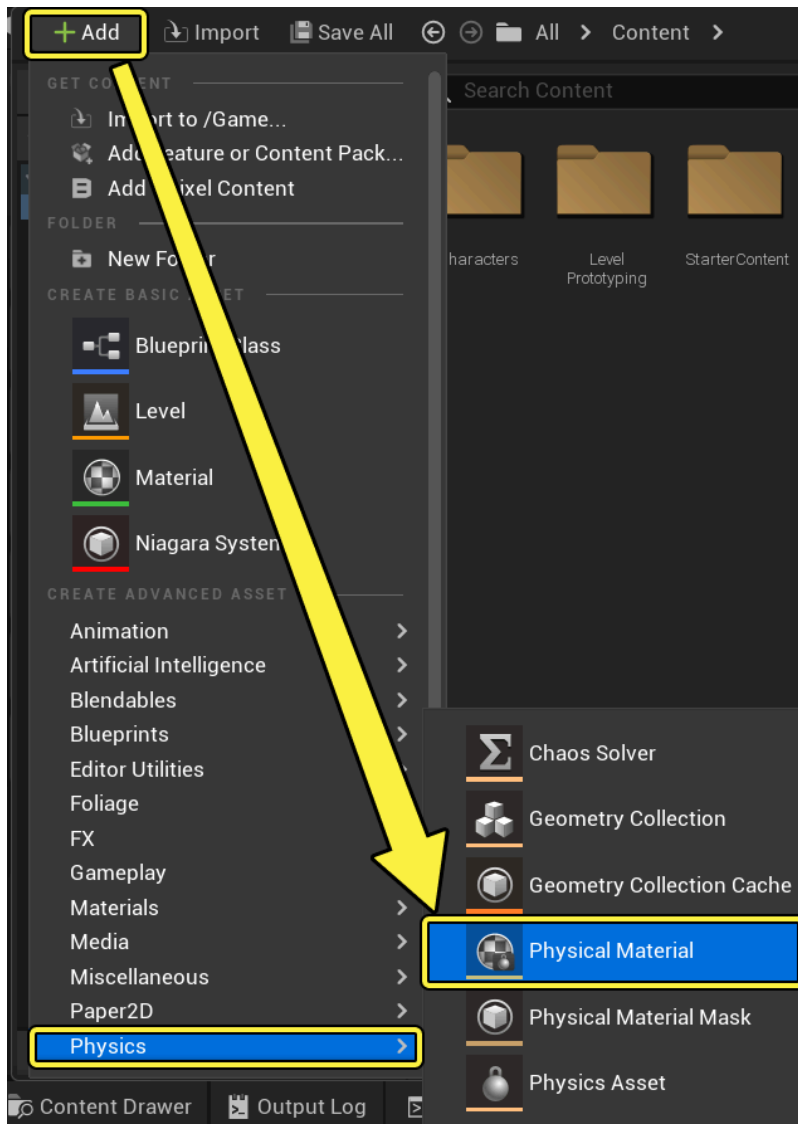 Add
Import
Save All
All
Content
Search Content
GET CONTENT
Import to /Game...
Add Feature or Content Pack...
Add Content
FOLDER
New Folder
CREATE BASIC ASSET
Blueprint Class
Level
Material
Niagara System
CREATE ADVANCED ASSET
Animation
Artificial Intelligence
Blendables
Blueprints
Editor Utilities
Foliage
FX
Gameplay
Materials
Media
Miscellaneous
Paper2D
Physics
haracters
Level
Prototyping
StarterContent
Chaos Solver
Geometry Collection
Geometry Collection Cache
Physical Material
Physical Material Mask
Physics Asset
Content Drawer
Output Log